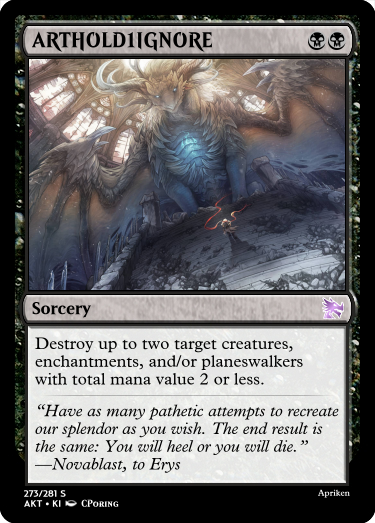 ARTHOLD1IGNORE
Sorcery
Destroy up to two target creatures,
enchantments, and/or planeswalkers
with total mana value 2 or less.
“Have as many pathetic attempts to recreate
our splendor as you wish. The end result is
the same: You will heel or you will die.”
—Novablast, to Erys
273/281 S
Apriken
AKT • KI CPORING